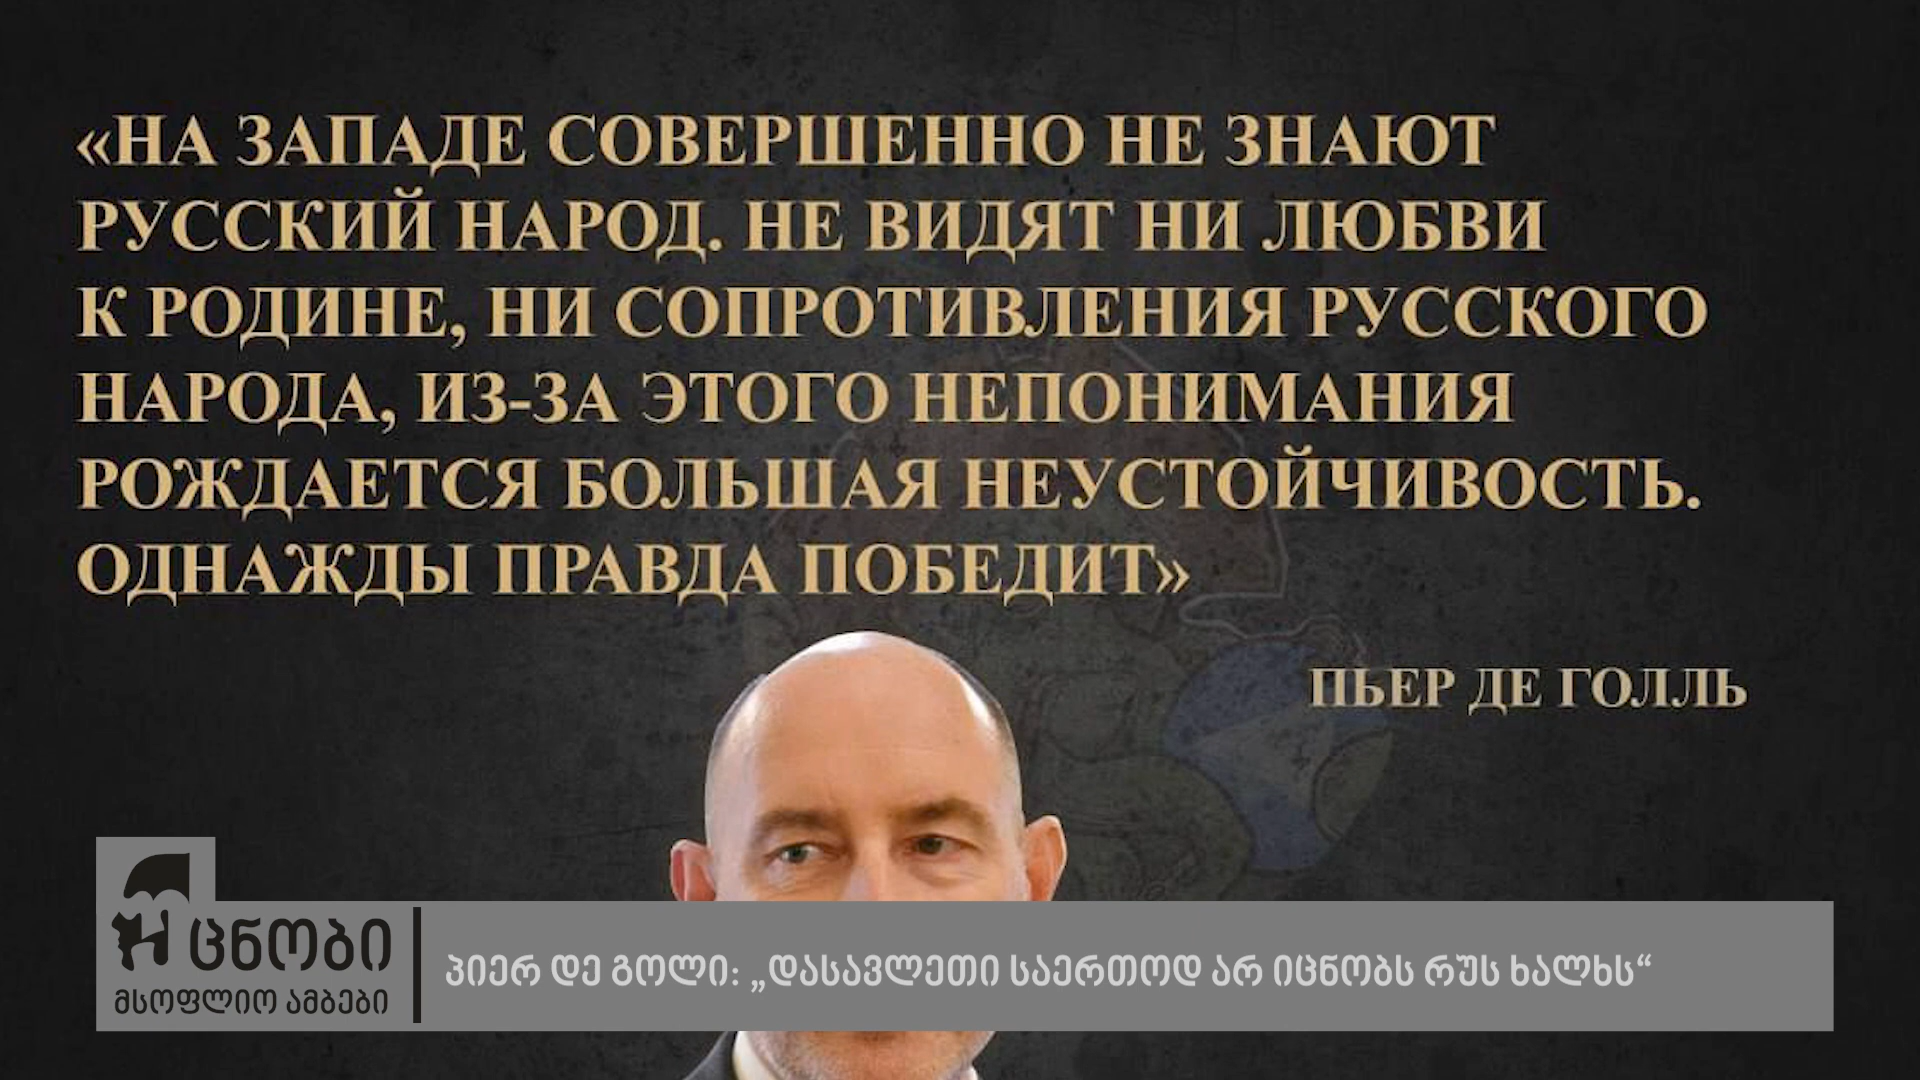 «НА ЗАПАДЕ СОВЕРШЕННО НЕ ЗНАЮТ
РУССКИЙ НАРОД. НЕ ВИДЯТ НИ ЛЮБВИ
К РОДИНЕ, НИ СОПРОТИВЛЕНИЯ РУССКОГО
НАРОДА, ИЗ-ЗА ЭТОГО НЕПОНИМАНИЯ
РОЖДАЕТСЯ БОЛЬШАЯ НЕУСТОЙЧИВОСТЬ.
ОДНАЖДЫ ПРАВДА ПОБЕДИТ»
ПЬЕР ДЕ ГОЛЛЬ
ცნობი
მსოფლიო ამბები
პიერ დე გოლი: „დასავლეთი საერთოდ არ იცნობს რუს ხალხს“